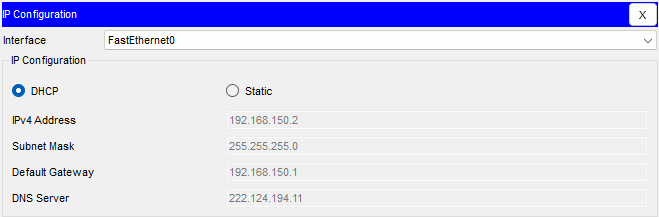 IP Configuration X
Interface FastEthernet0
IP Configuration
DHCP Static
IPv4 Address 192.168.150.2
Subnet Mask 255.255.255.0
Default Gateway 192.168.150.1
DNS Server 222.124.194.11